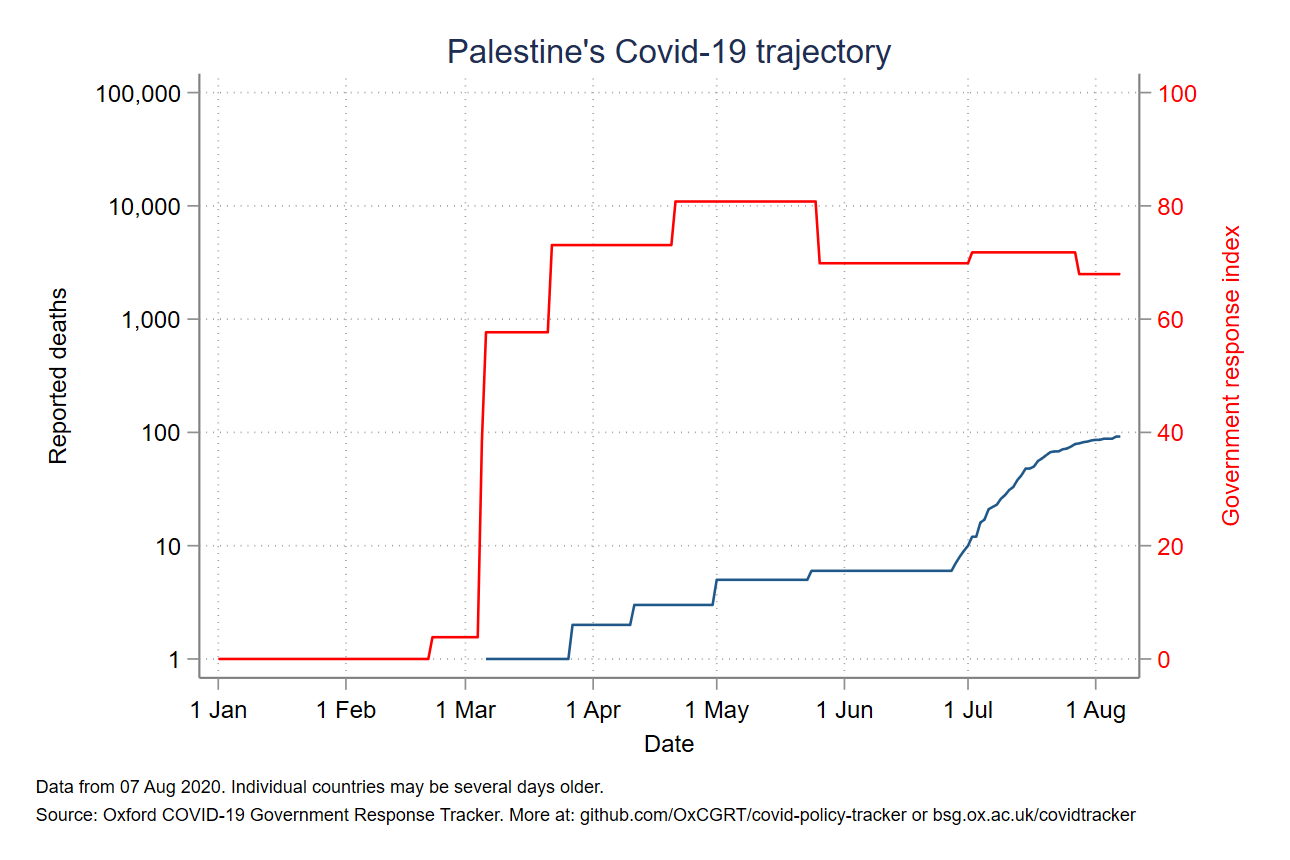 Palestine's Covid-19 trajectory
100,000
10,000
1,000
100
10
1
Reported deaths
100
80
60
40
20
0
Government response index
1 Jan 1 Feb 1 Mar 1 Apr 1 May 1 Jun 1 Jul 1 Aug
Date
Data from 07 Aug 2020. Individual countries may be several days older.
Source: Oxford COVID-19 Government Response Tracker. More at: github.com/OxCGRT/covid-policy-tracker or bsg.ox.ac.uk/covidtracker